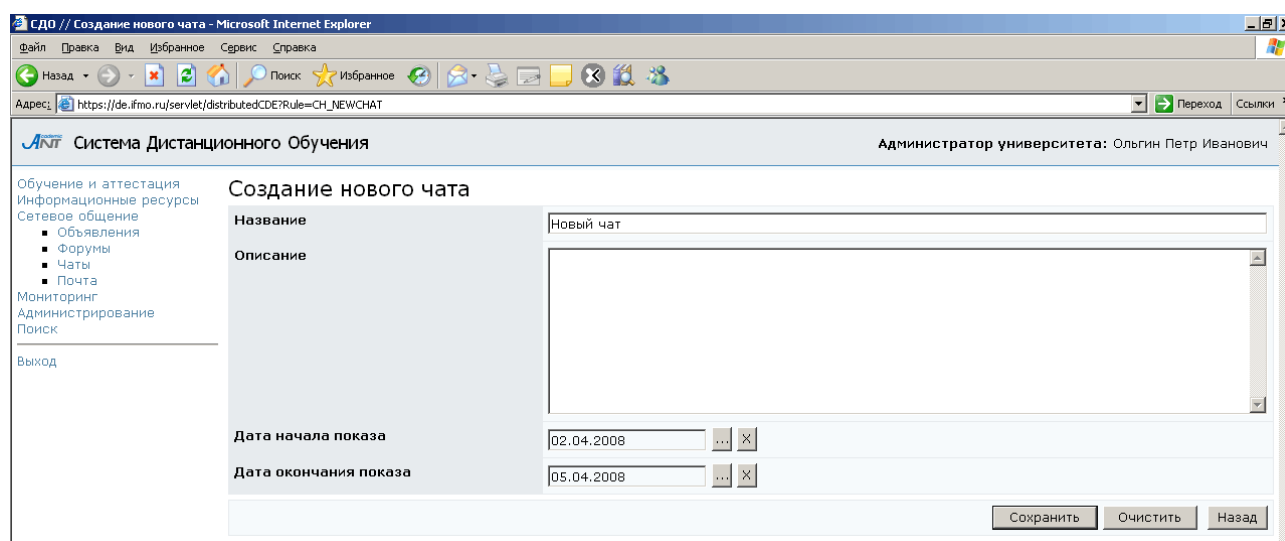 СДО // Создание нового чата - Microsoft Internet Explorer
Файл Правка Вид Избранное Сервис Справка
Назад Поиск Избранное
Адрес: https://de.ifmo.ru/servlet/distributedCDE?Rule=CH_NEWCHAT Переход Ссылки
Academic ANT Система Дистанционного Обучения Администратор университета: Ольгин Петр Иванович
Обучение и аттестация
Информационные ресурсы
Сетевое общение
Объявления
Форумы
Чаты
Почта
Мониторинг
Администрирование
Поиск
Выход
Создание нового чата
Название Новый чат
Описание
Дата начала показа 02.04.2008 ... X
Дата окончания показа 05.04.2008 ... X
Сохранить Очистить Назад